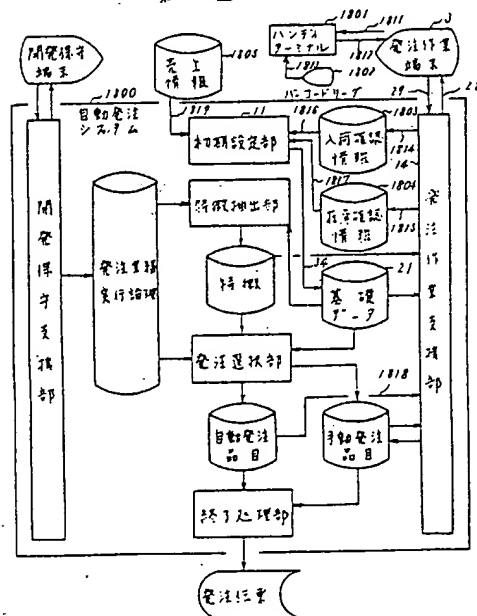 1801
ハンディ
ターミナル
1811
1812
3
発注作業
端末
開発保守
端末
売上
情報
1805
1813
1802
バーコードリーダ
29
1800
自動発注
システム
1819
11
1816
初期設定部
1803
入荷確認
情報
1814
14
1817
1804
在庫確認
情報
1815
特徴抽出部
34
21
開発保守支援部
発注業務
実行論理
特徴
基礎
データ
発注作業支援部
発注選択部
1818
自動発注
品目
手動発注
品目
終了処理部
発注伝票